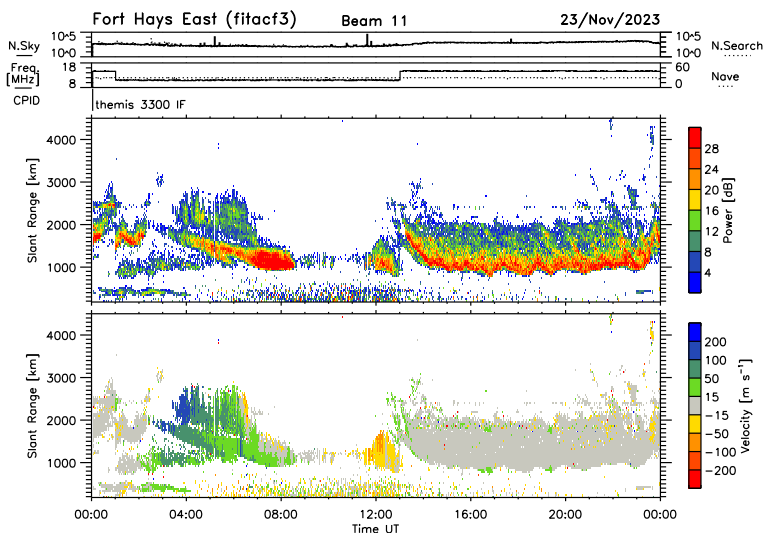 Fort Hays East (fitacf3) Beam 11 23/Nov/2023
N.Sky 10^5 10^0 10^5 10^0 N.Search
Freq. [MHz] 18 8 60 0 Nave
CPID themis 3300 IF
Slant Range [km] 4000 3000 2000 1000
Power [dB] 28 24 20 16 12 8 4
Slant Range [km] 4000 3000 2000 1000
Velocity [m s⁻¹] 200 100 50 15 −15 −50 −100 −200
00:00 04:00 08:00 12:00 16:00 20:00 00:00
Time UT